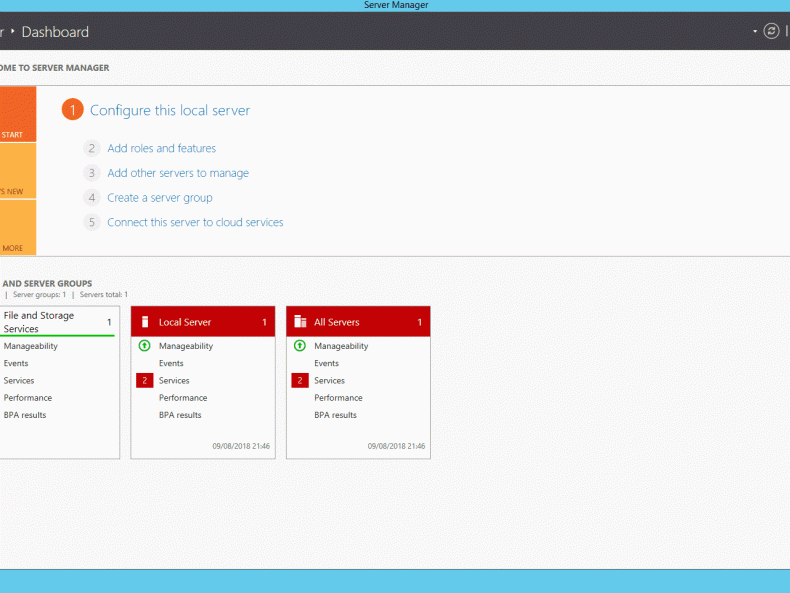 Server Manager
r • Dashboard
OME TO SERVER MANAGER
1 Configure this local server
START
2 Add roles and features
3 Add other servers to manage
'S NEW
4 Create a server group
5 Connect this server to cloud services
MORE
AND SERVER GROUPS
| Server groups: 1 | Servers total: 1
File and Storage
Services 1
Manageability
Events
Services
Performance
BPA results
Local Server 1
Manageability
Events
2 Services
Performance
BPA results
09/08/2018 21:46
All Servers 1
Manageability
Events
2 Services
Performance
BPA results
09/08/2018 21:46